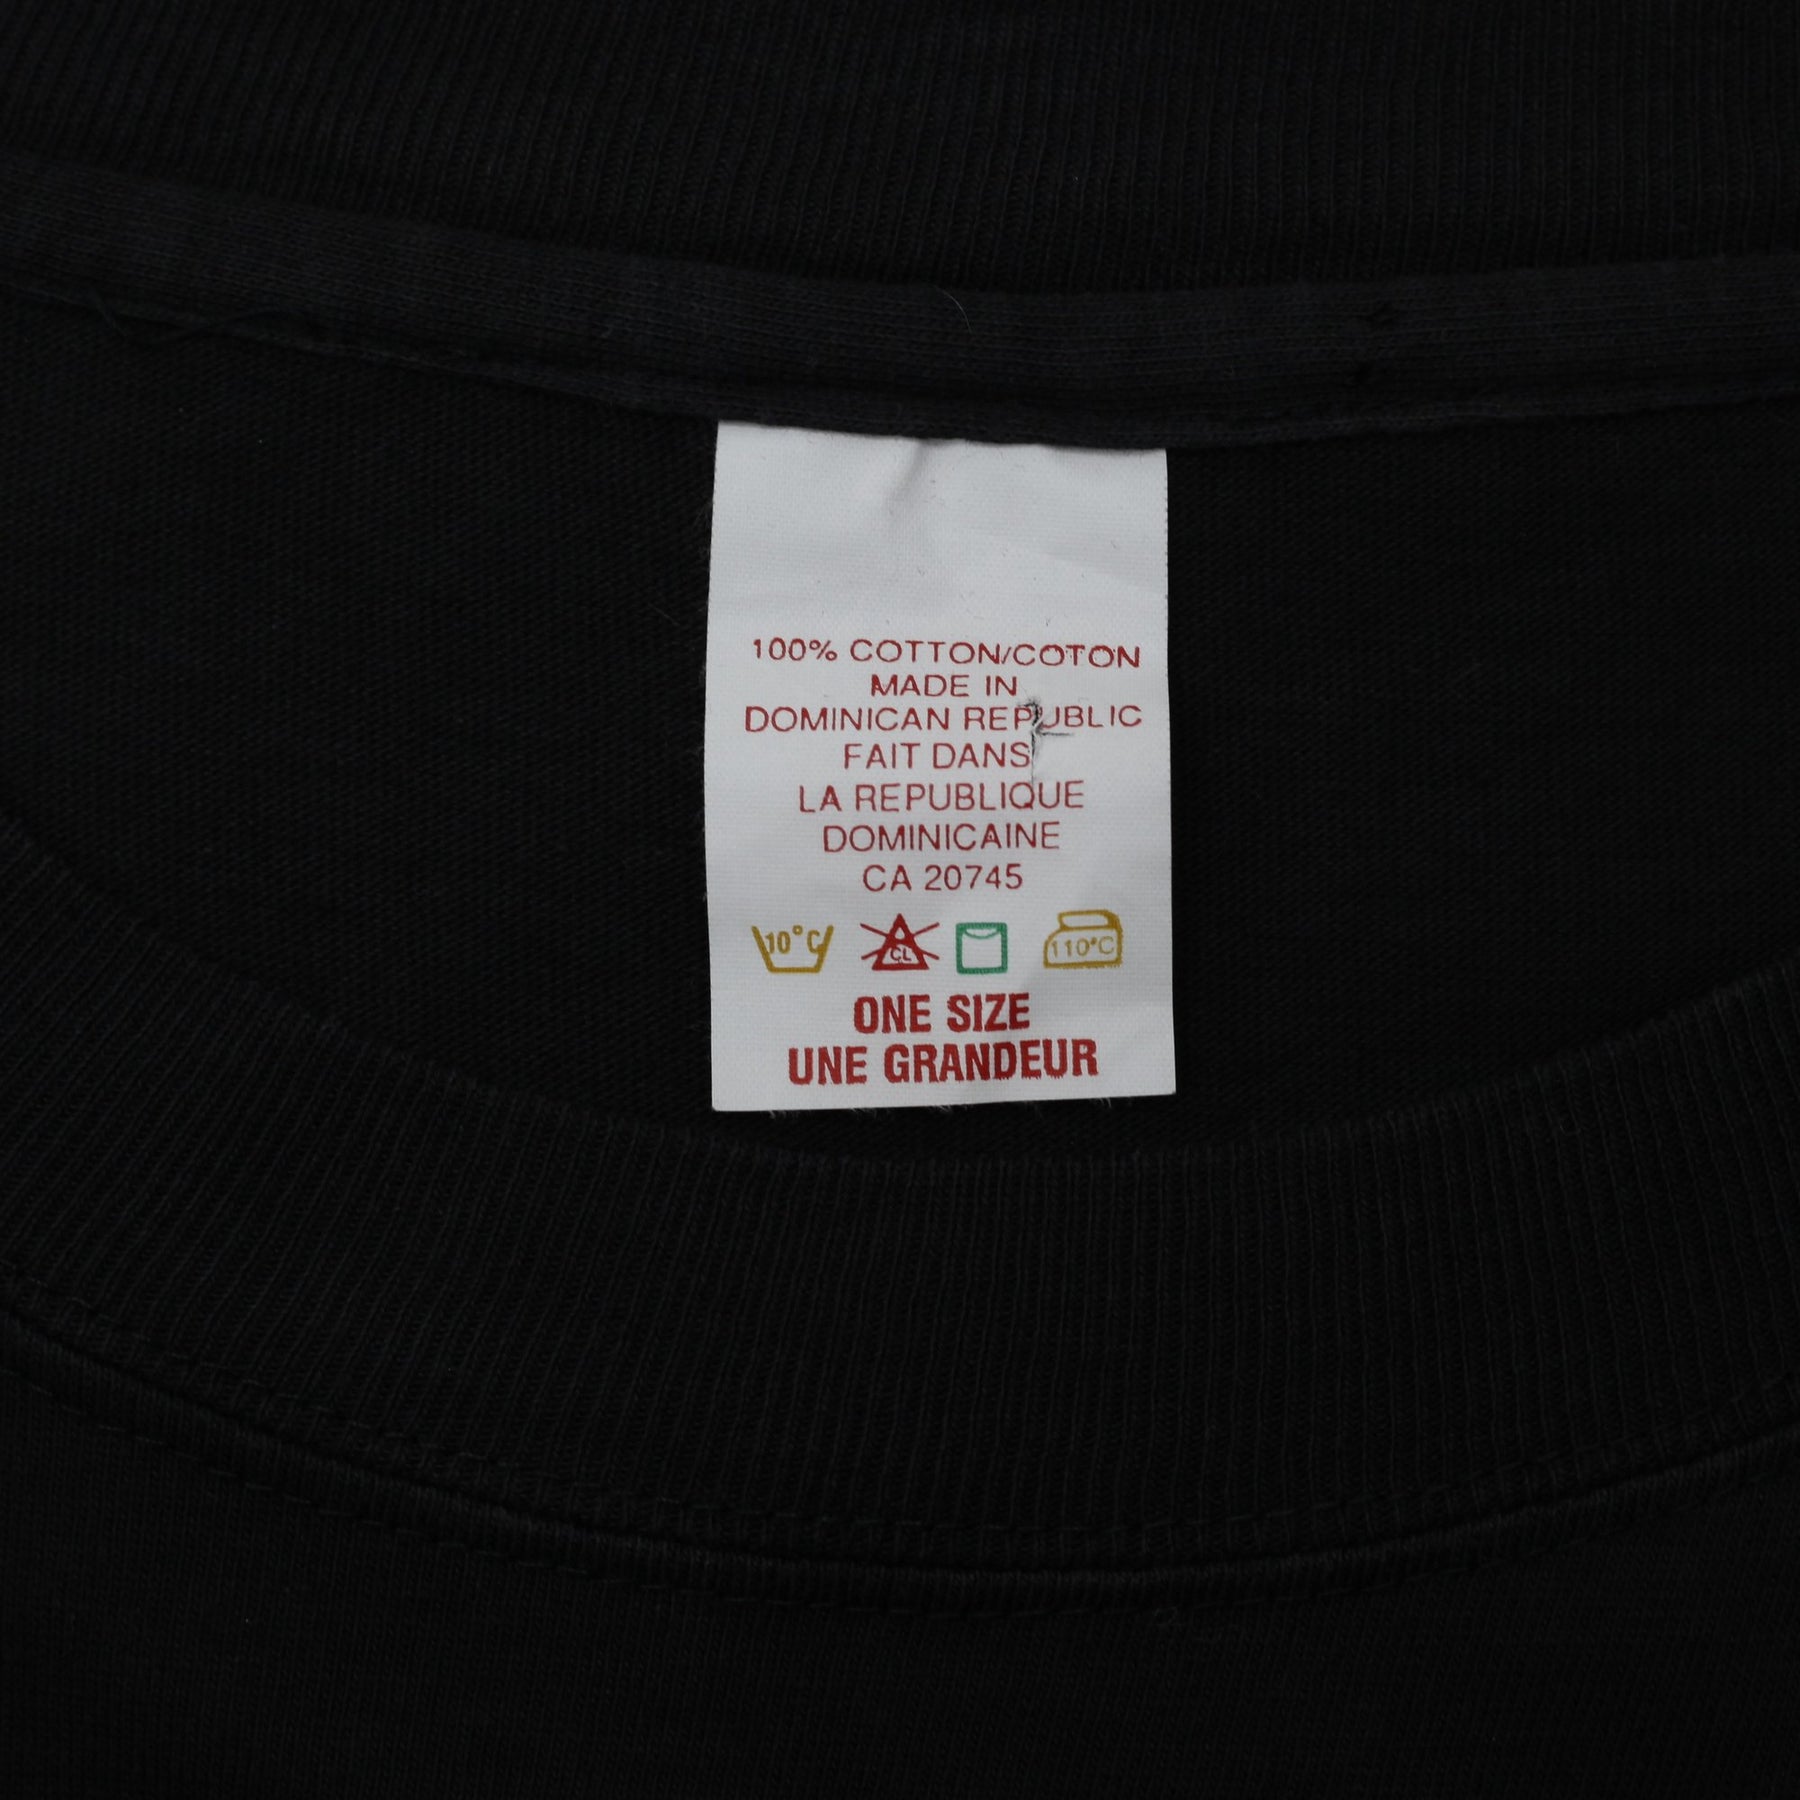 100% COTTON/COTON
MADE IN
DOMINICAN REPUBLIC
FAIT DANS
LA REPUBLIQUE
DOMINICAINE
CA 20745
10°C CL 110°C
ONE SIZE
UNE GRANDEUR